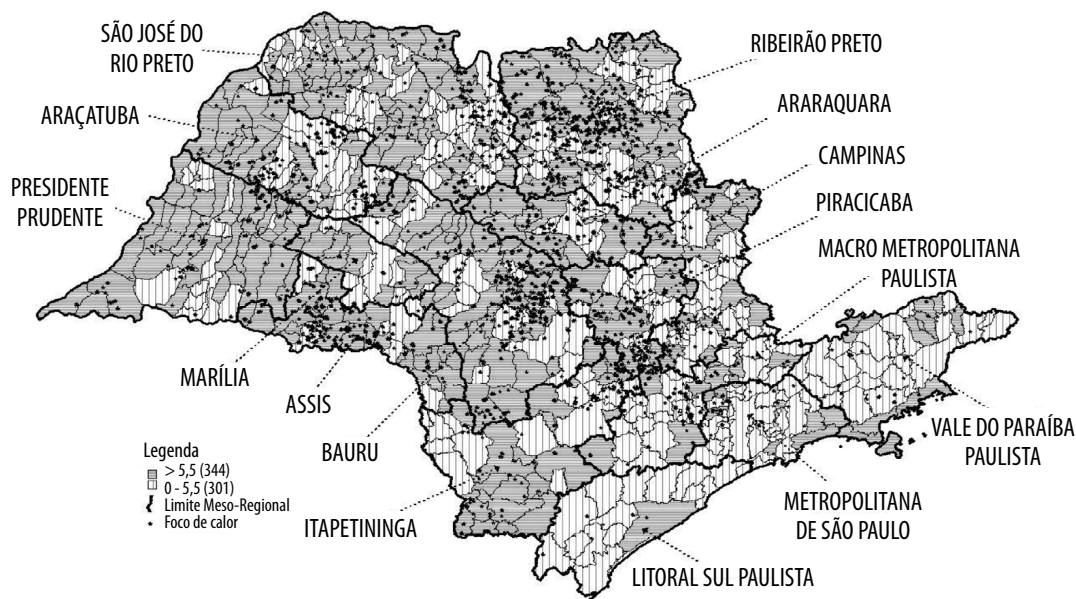 SÃO JOSÉ DO
RIO PRETO
ARAÇATUBA
PRESIDENTE
PRUDENTE
MARÍLIA
ASSIS
BAURU
ITAPETININGA
RIBEIRÃO PRETO
ARARAQUARA
CAMPINAS
PIRACICABA
MACRO METROPOLITANA
PAULISTA
VALE DO PARAÍBA
PAULISTA
METROPOLITANA
DE SÃO PAULO
LITORAL SUL PAULISTA
Legenda
> 5,5 (344)
0 - 5,5 (301)
Limite Meso-Regional
Foco de calor